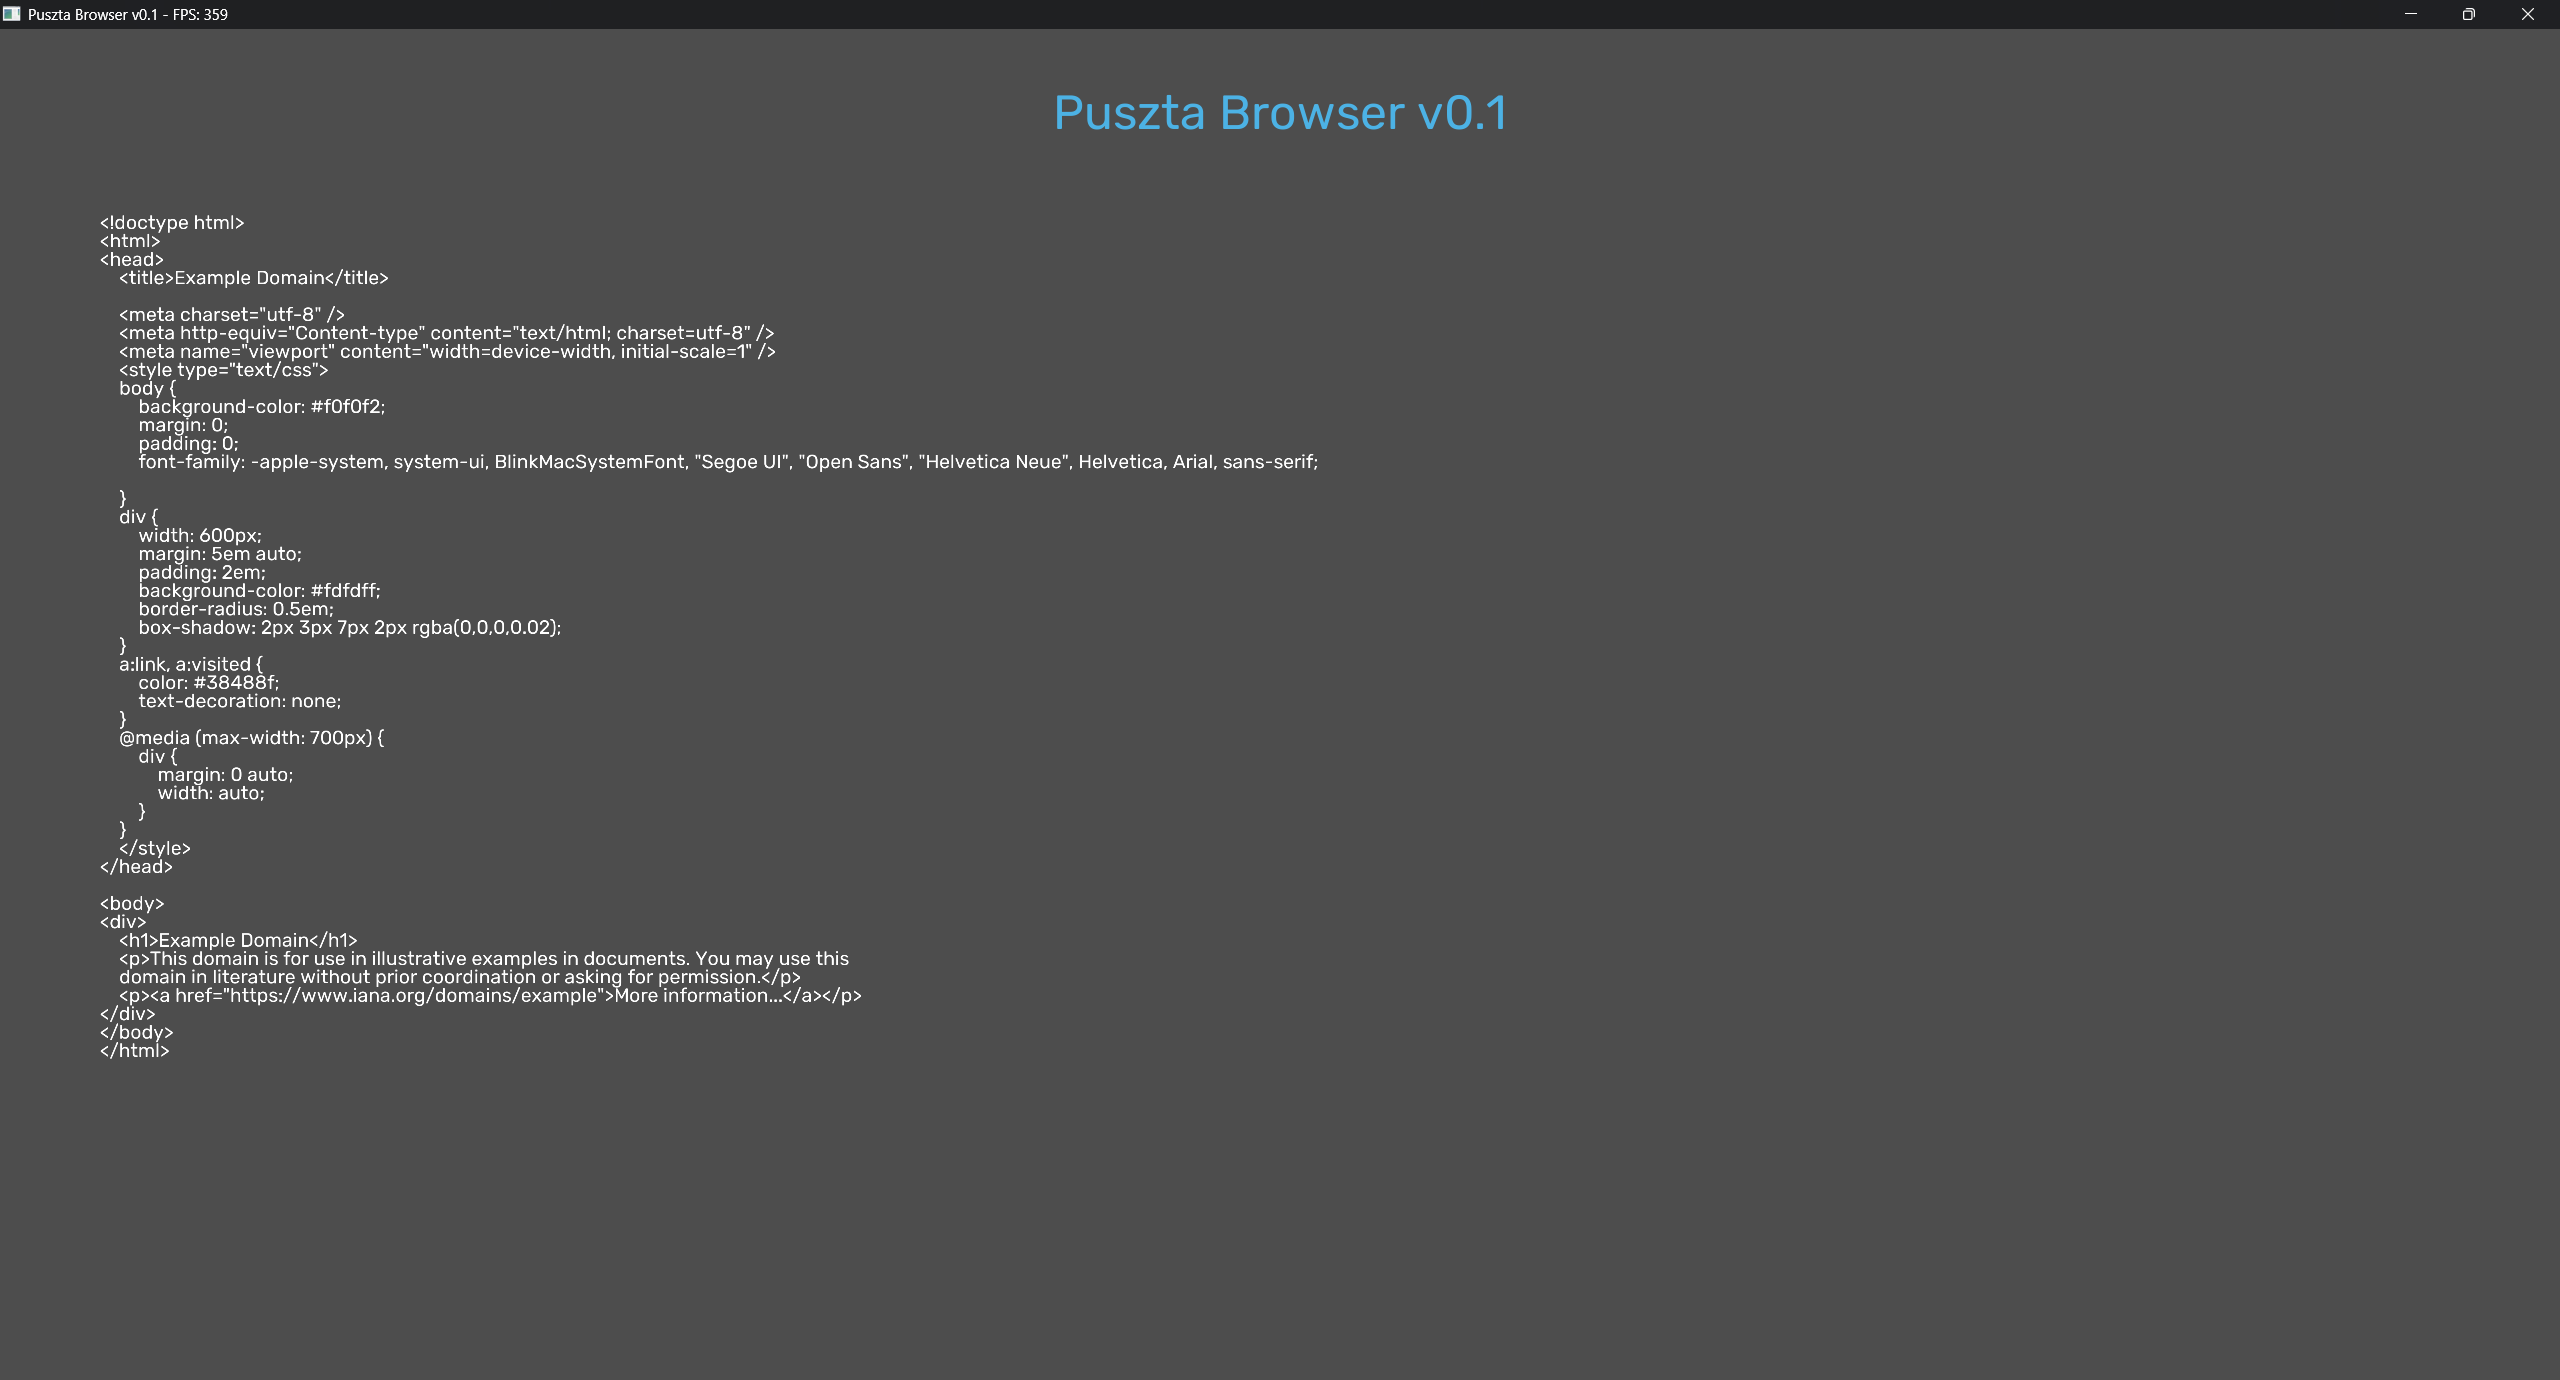 Puszta Browser v0.1 - FPS: 359
Puszta Browser v0.1
<!doctype html>
<html>
<head>
    <title>Example Domain</title>

    <meta charset="utf-8" />
    <meta http-equiv="Content-type" content="text/html; charset=utf-8" />
    <meta name="viewport" content="width=device-width, initial-scale=1" />
    <style type="text/css">
    body {
        background-color: #f0f0f2;
        margin: 0;
        padding: 0;
        font-family: -apple-system, system-ui, BlinkMacSystemFont, "Segoe UI", "Open Sans", "Helvetica Neue", Helvetica, Arial, sans-serif;

    }
    div {
        width: 600px;
        margin: 5em auto;
        padding: 2em;
        background-color: #fdfdff;
        border-radius: 0.5em;
        box-shadow: 2px 3px 7px 2px rgba(0,0,0,0.02);
    }
    a:link, a:visited {
        color: #38488f;
        text-decoration: none;
    }
    @media (max-width: 700px) {
        div {
            margin: 0 auto;
            width: auto;
        }
    }
    </style>
</head>

<body>
<div>
    <h1>Example Domain</h1>
    <p>This domain is for use in illustrative examples in documents. You may use this
    domain in literature without prior coordination or asking for permission.</p>
    <p><a href="https://www.iana.org/domains/example">More information...</a></p>
</div>
</body>
</html>